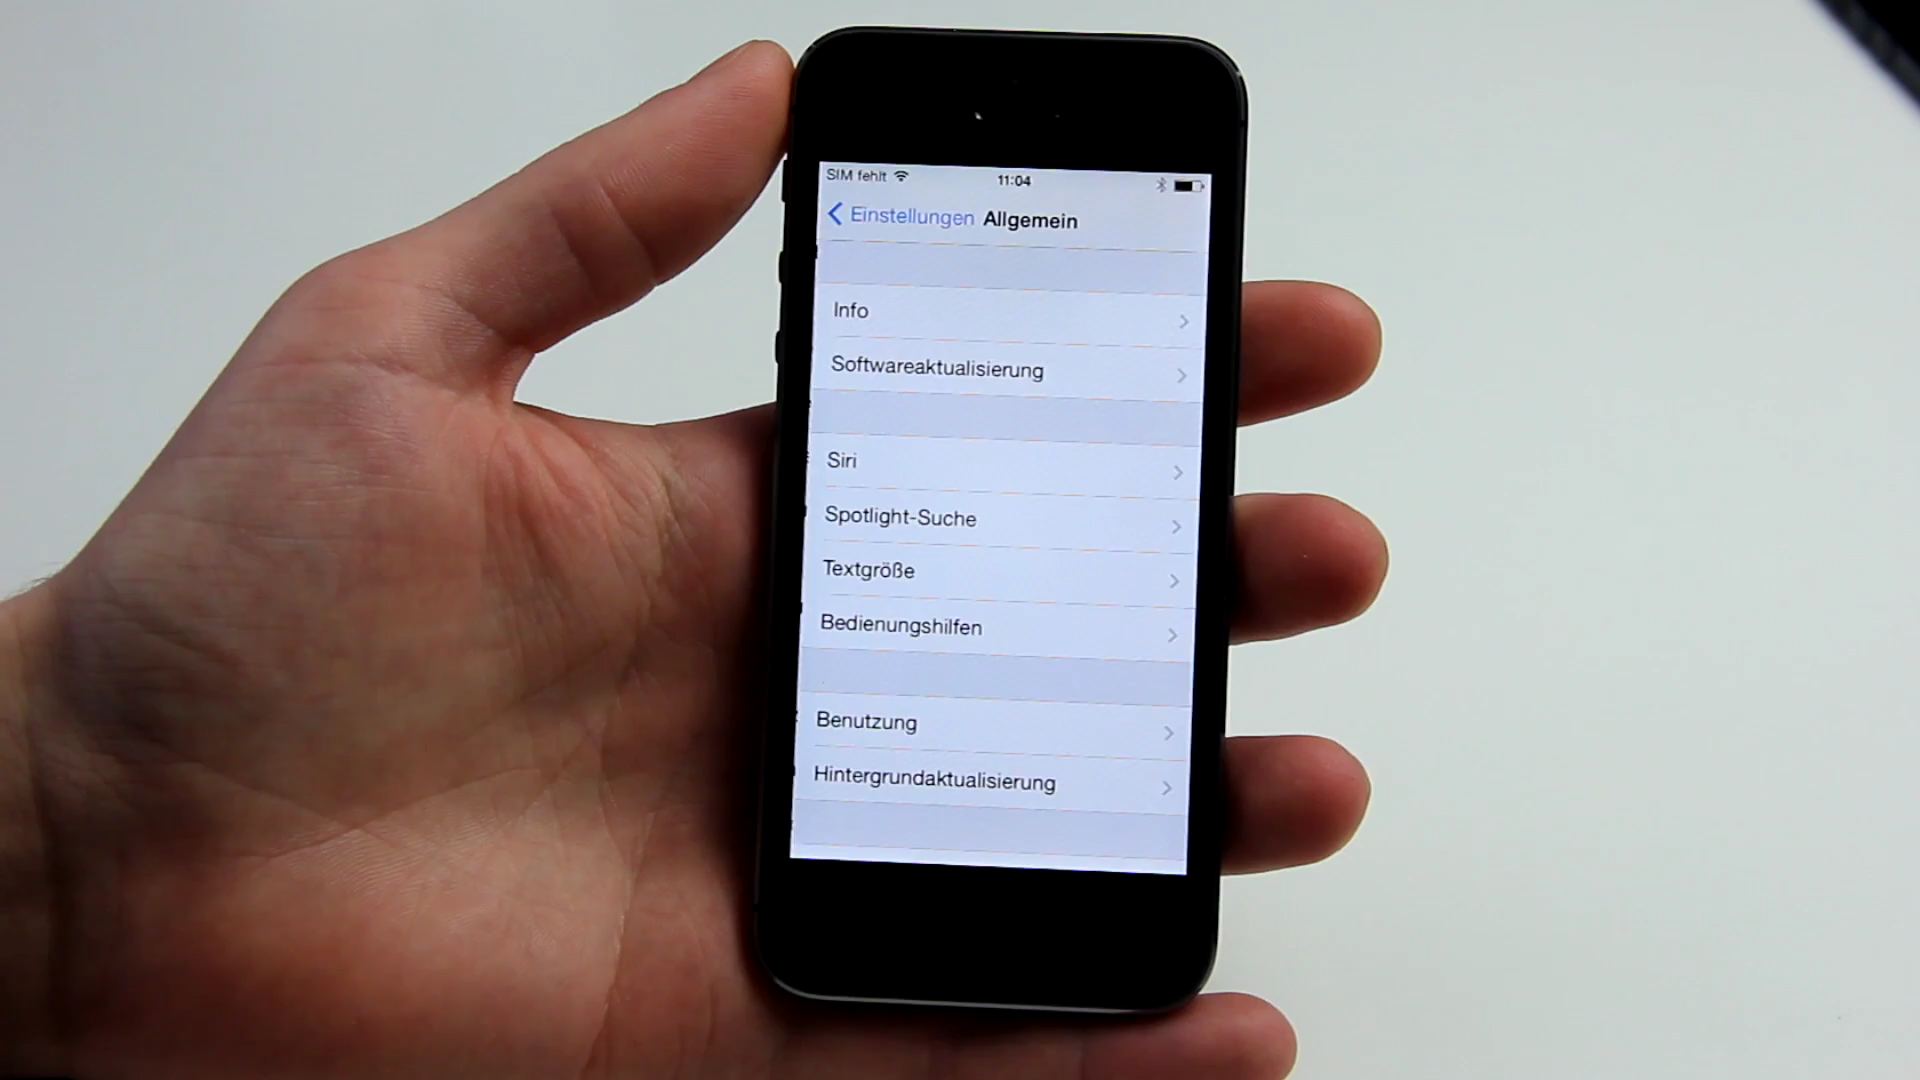 SIM fehlt 11:04
Einstellungen Allgemein
Info
Softwareaktualisierung
Siri
Spotlight-Suche
Textgröße
Bedienungshilfen
Benutzung
Hintergrundaktualisierung